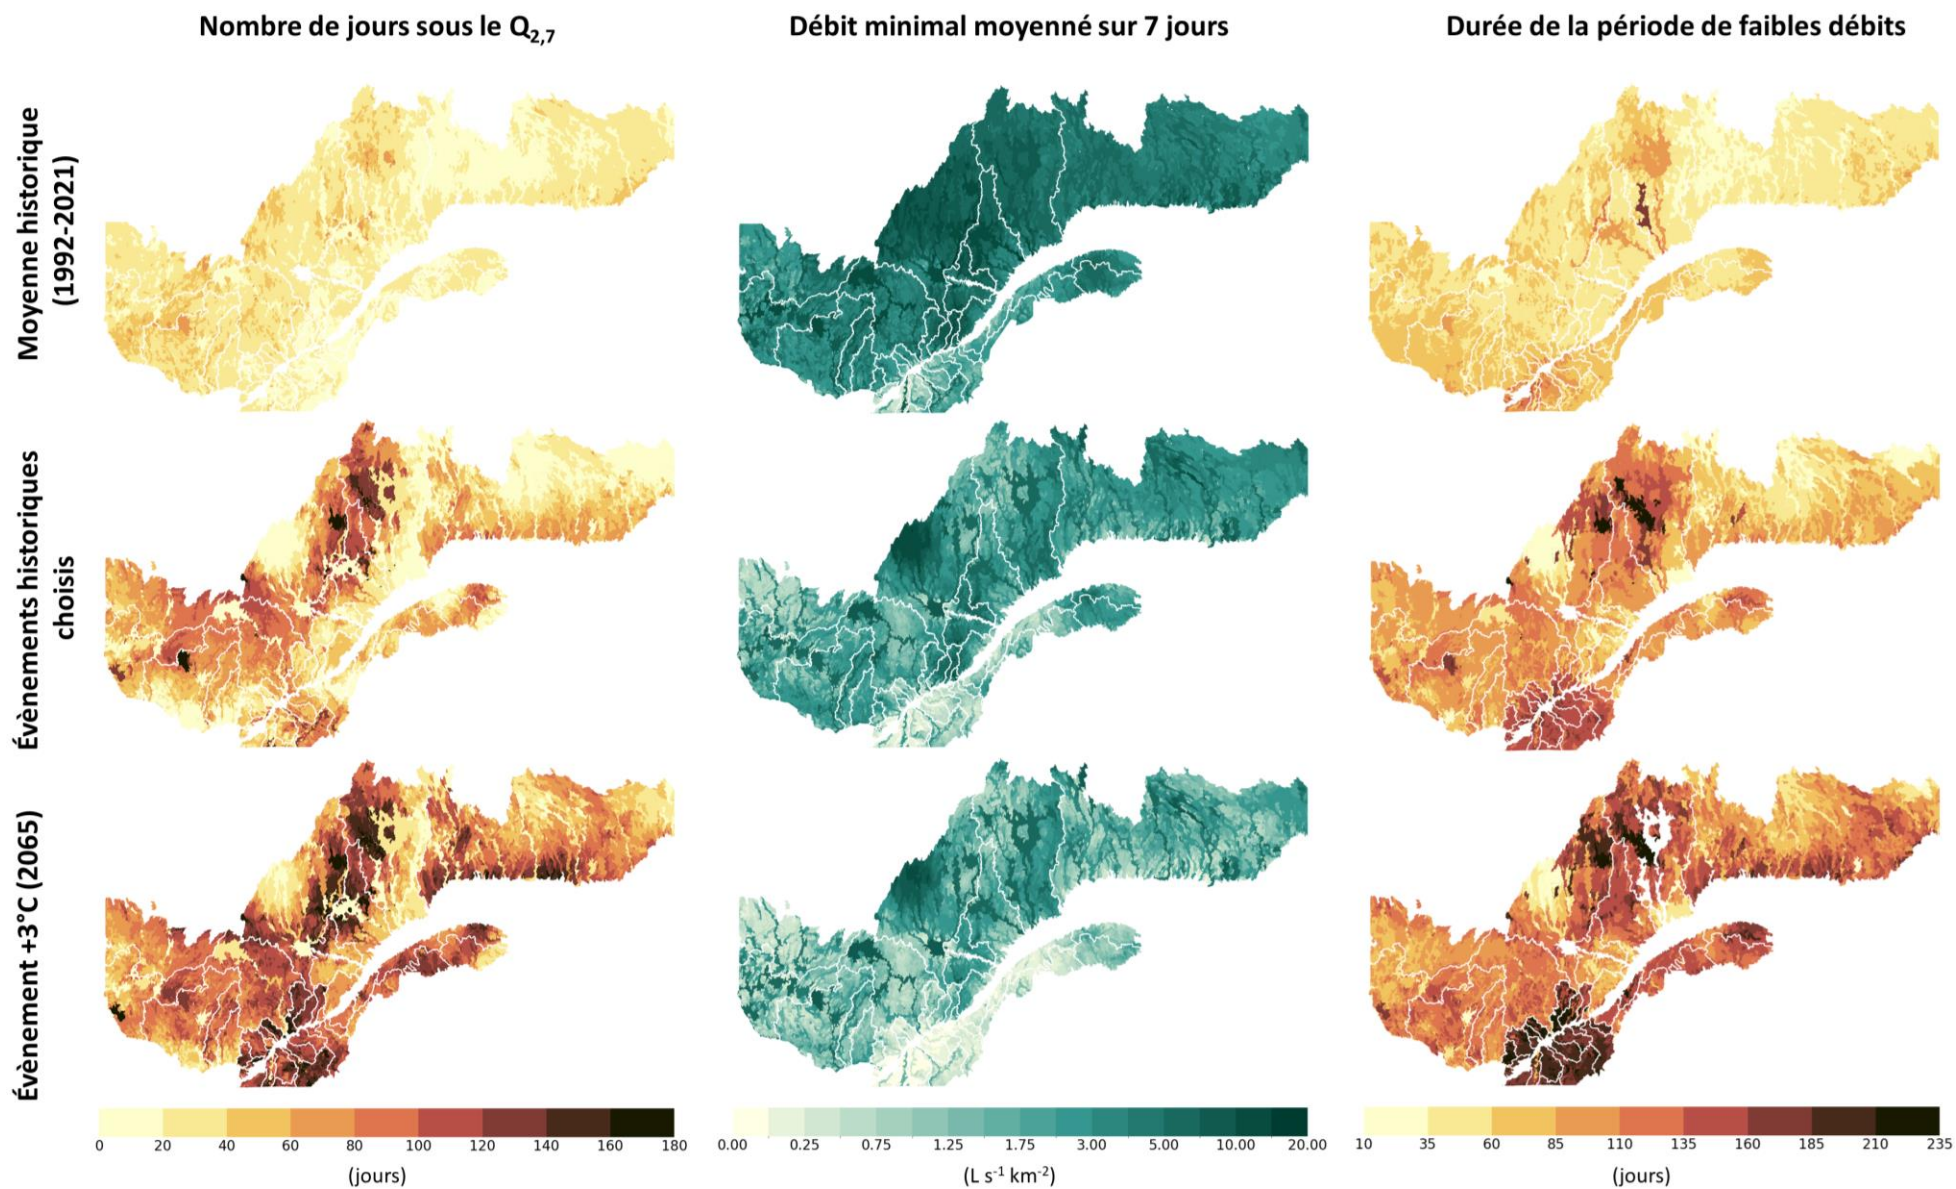 Nombre de jours sous le Q2,7
Débit minimal moyenné sur 7 jours
Durée de la période de faibles débits
Moyenne historique
(1992-2021)
Évènements historiques
choisis
Évènement +3°C (2065)
0 20 40 60 80 100 120 140 160 180
(jours)
0.00 0.25 0.75 1.25 1.75 3.00 5.00 10.00 20.00
(L s-1 km-2)
10 35 60 85 110 135 160 185 210 235
(jours)